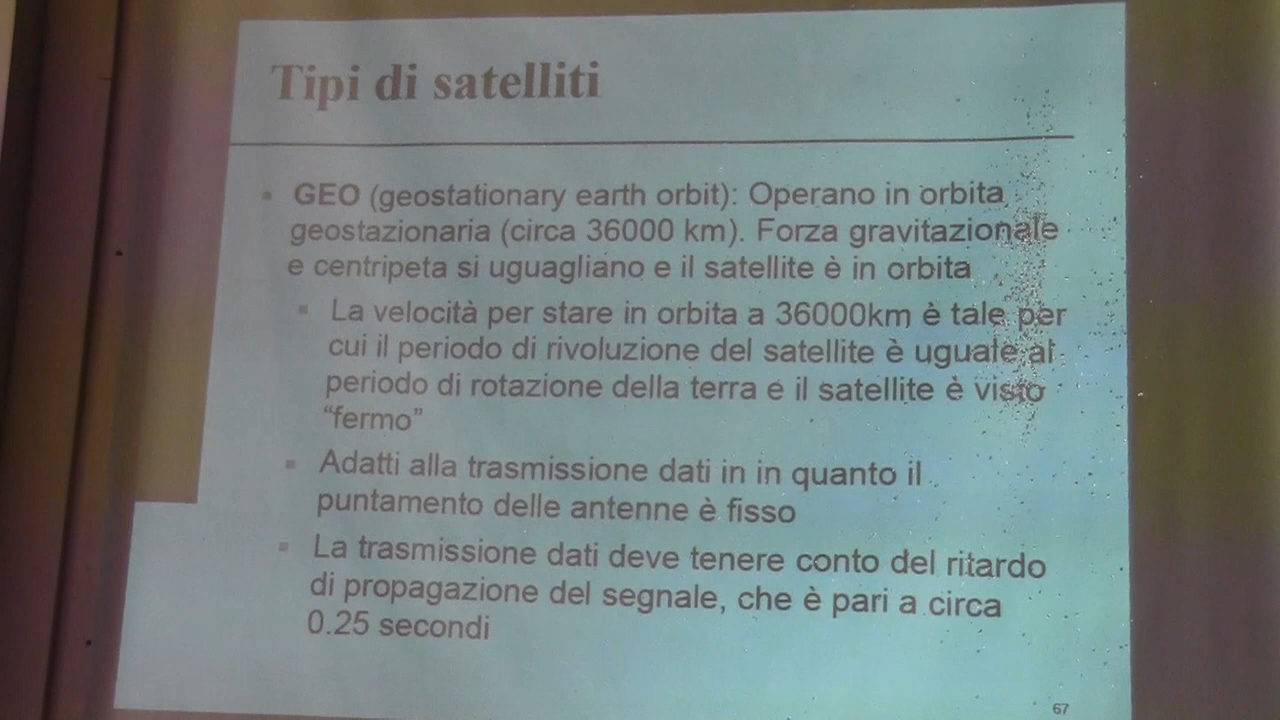 Tipi di satelliti
GEO (geostationary earth orbit): Operano in orbita
geostazionaria (circa 36000 km). Forza gravitazionale
e centripeta si uguagliano e il satellite è in orbita
La velocità per stare in orbita a 36000km è tale per
cui il periodo di rivoluzione del satellite è uguale al
periodo di rotazione della terra e il satellite è visto
“fermo”
Adatti alla trasmissione dati in in quanto il
puntamento delle antenne è fisso
La trasmissione dati deve tenere conto del ritardo
di propagazione del segnale, che è pari a circa
0.25 secondi
67